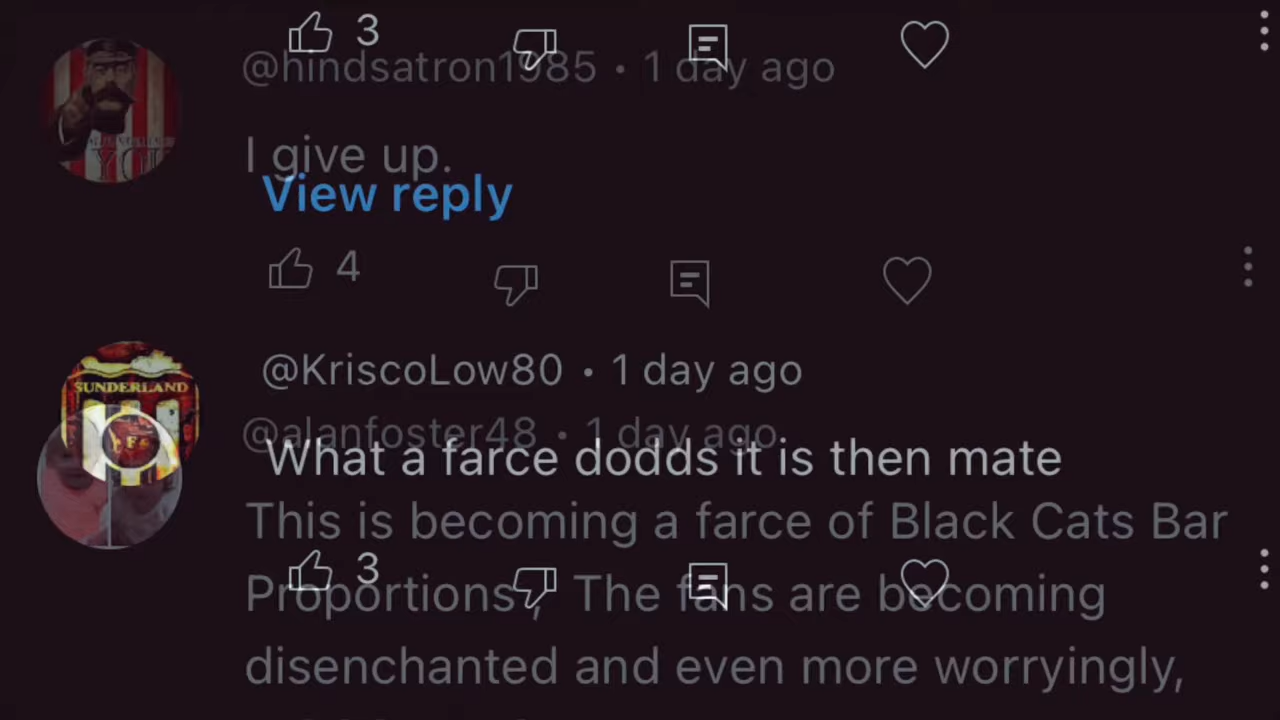 3
@hindsatron1985 • 1 day ago
I give up.
View reply
4
SUNDERLAND
@KriscoLow80 • 1 day ago
@alanfoster48 • 1 day ago
What a farce dodds it is then mate
This is becoming a farce of Black Cats Bar
3
Proportions, The fans are becoming
disenchanted and even more worryingly,